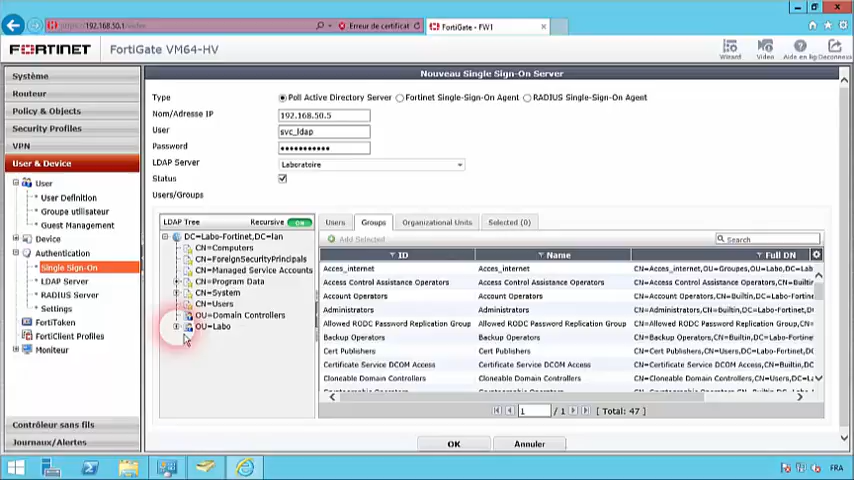 192.168.50.1
Erreur de certificat
FortiGate - FW1
FORTINET
FortiGate VM64-HV
Wizard
Video
Aide en lig
Deconnexi
Système
Routeur
Policy & Objects
Security Profiles
VPN
User & Device
User
User Definition
Groupe utilisateur
Guest Management
Device
Authentication
Single Sign-On
LDAP Server
RADIUS Server
Settings
FortiToken
FortiClient Profiles
Moniteur
Contrôleur sans fils
Journaux/Alertes
Nouveau Single Sign-On Server
Type Poll Active Directory Server Fortinet Single-Sign-On Agent RADIUS Single-Sign-On Agent
Nom/Adresse IP 192.168.50.5
User svc_ldap
Password
LDAP Server Laboratoire
Status
Users/Groups
LDAP Tree Recursive ON
DC=Labo-Fortinet,DC=lan
CN=Computers
CN=ForeignSecurityPrincipals
CN=Managed Service Accounts
CN=Program Data
CN=System
CN=Users
OU=Domain Controllers
OU=Labo
Users Groups Organizational Units Selected (0)
Add Selected Search
ID Name Full DN
Acces_internet Acces_internet CN=Acces_internet,OU=Groupes,OU=Labo,DC=Lab
Access Control Assistance Operators Access Control Assistance Operators CN=Access Control Assistance Operators,CN=Bu
Account Operators Account Operators CN=Account Operators,CN=Builtin,DC=Labo-Forti
Administrators Administrators CN=Administrators,CN=Builtin,DC=Labo-Fortine
Allowed RODC Password Replication Group Allowed RODC Password Replication Group CN=Allowed RODC Password Replication Group,C
Backup Operators Backup Operators CN=Backup Operators,CN=Builtin,DC=Labo-Forti
Cert Publishers Cert Publishers CN=Cert Publishers,CN=Users,DC=Labo-Fortinet
Certificate Service DCOM Access Certificate Service DCOM Access CN=Certificate Service DCOM Access,CN=Builtin
Cloneable Domain Controllers Cloneable Domain Controllers CN=Cloneable Domain Controllers,CN=Users,DC
1 / 1 [ Total: 47 ]
OK Annuler
FRA